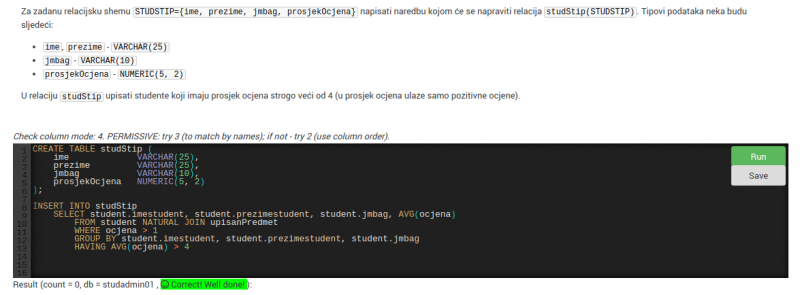 Za zadanu relacijsku shemu STUDSTIP={ime, prezime, jmbag, prosjekOcjena} napisati naredbu kojom će se napraviti relacija studStip(STUDSTIP). Tipovi podataka neka budu
sljedeći:
• ime, prezime - VARCHAR(25)
• jmbag - VARCHAR(10)
• prosjekOcjena - NUMERIC(5, 2)
U relaciju studStip upisati studente koji imaju prosjek ocjena strogo veći od 4 (u prosjek ocjena ulaze samo pozitivne ocjene).
Check column mode: 4. PERMISSIVE: try 3 (to match by names); if not - try 2 (use column order).
1 CREATE TABLE studStip (
2 ime VARCHAR(25),
3 prezime VARCHAR(25),
4 jmbag VARCHAR(10),
5 prosjekOcjena NUMERIC(5, 2)
6 );
7
8 INSERT INTO studStip
9 SELECT student.imestudent, student.prezimestudent, student.jmbag, AVG(ocjena)
10 FROM student NATURAL JOIN upisanPredmet
11 WHERE ocjena > 1
12 GROUP BY student.imestudent, student.prezimestudent, student.jmbag
13 HAVING AVG(ocjena) > 4
14
15
16
Run
Save
Result (count = 0, db = studadmin01 , ☺ Correct! Well done! ):